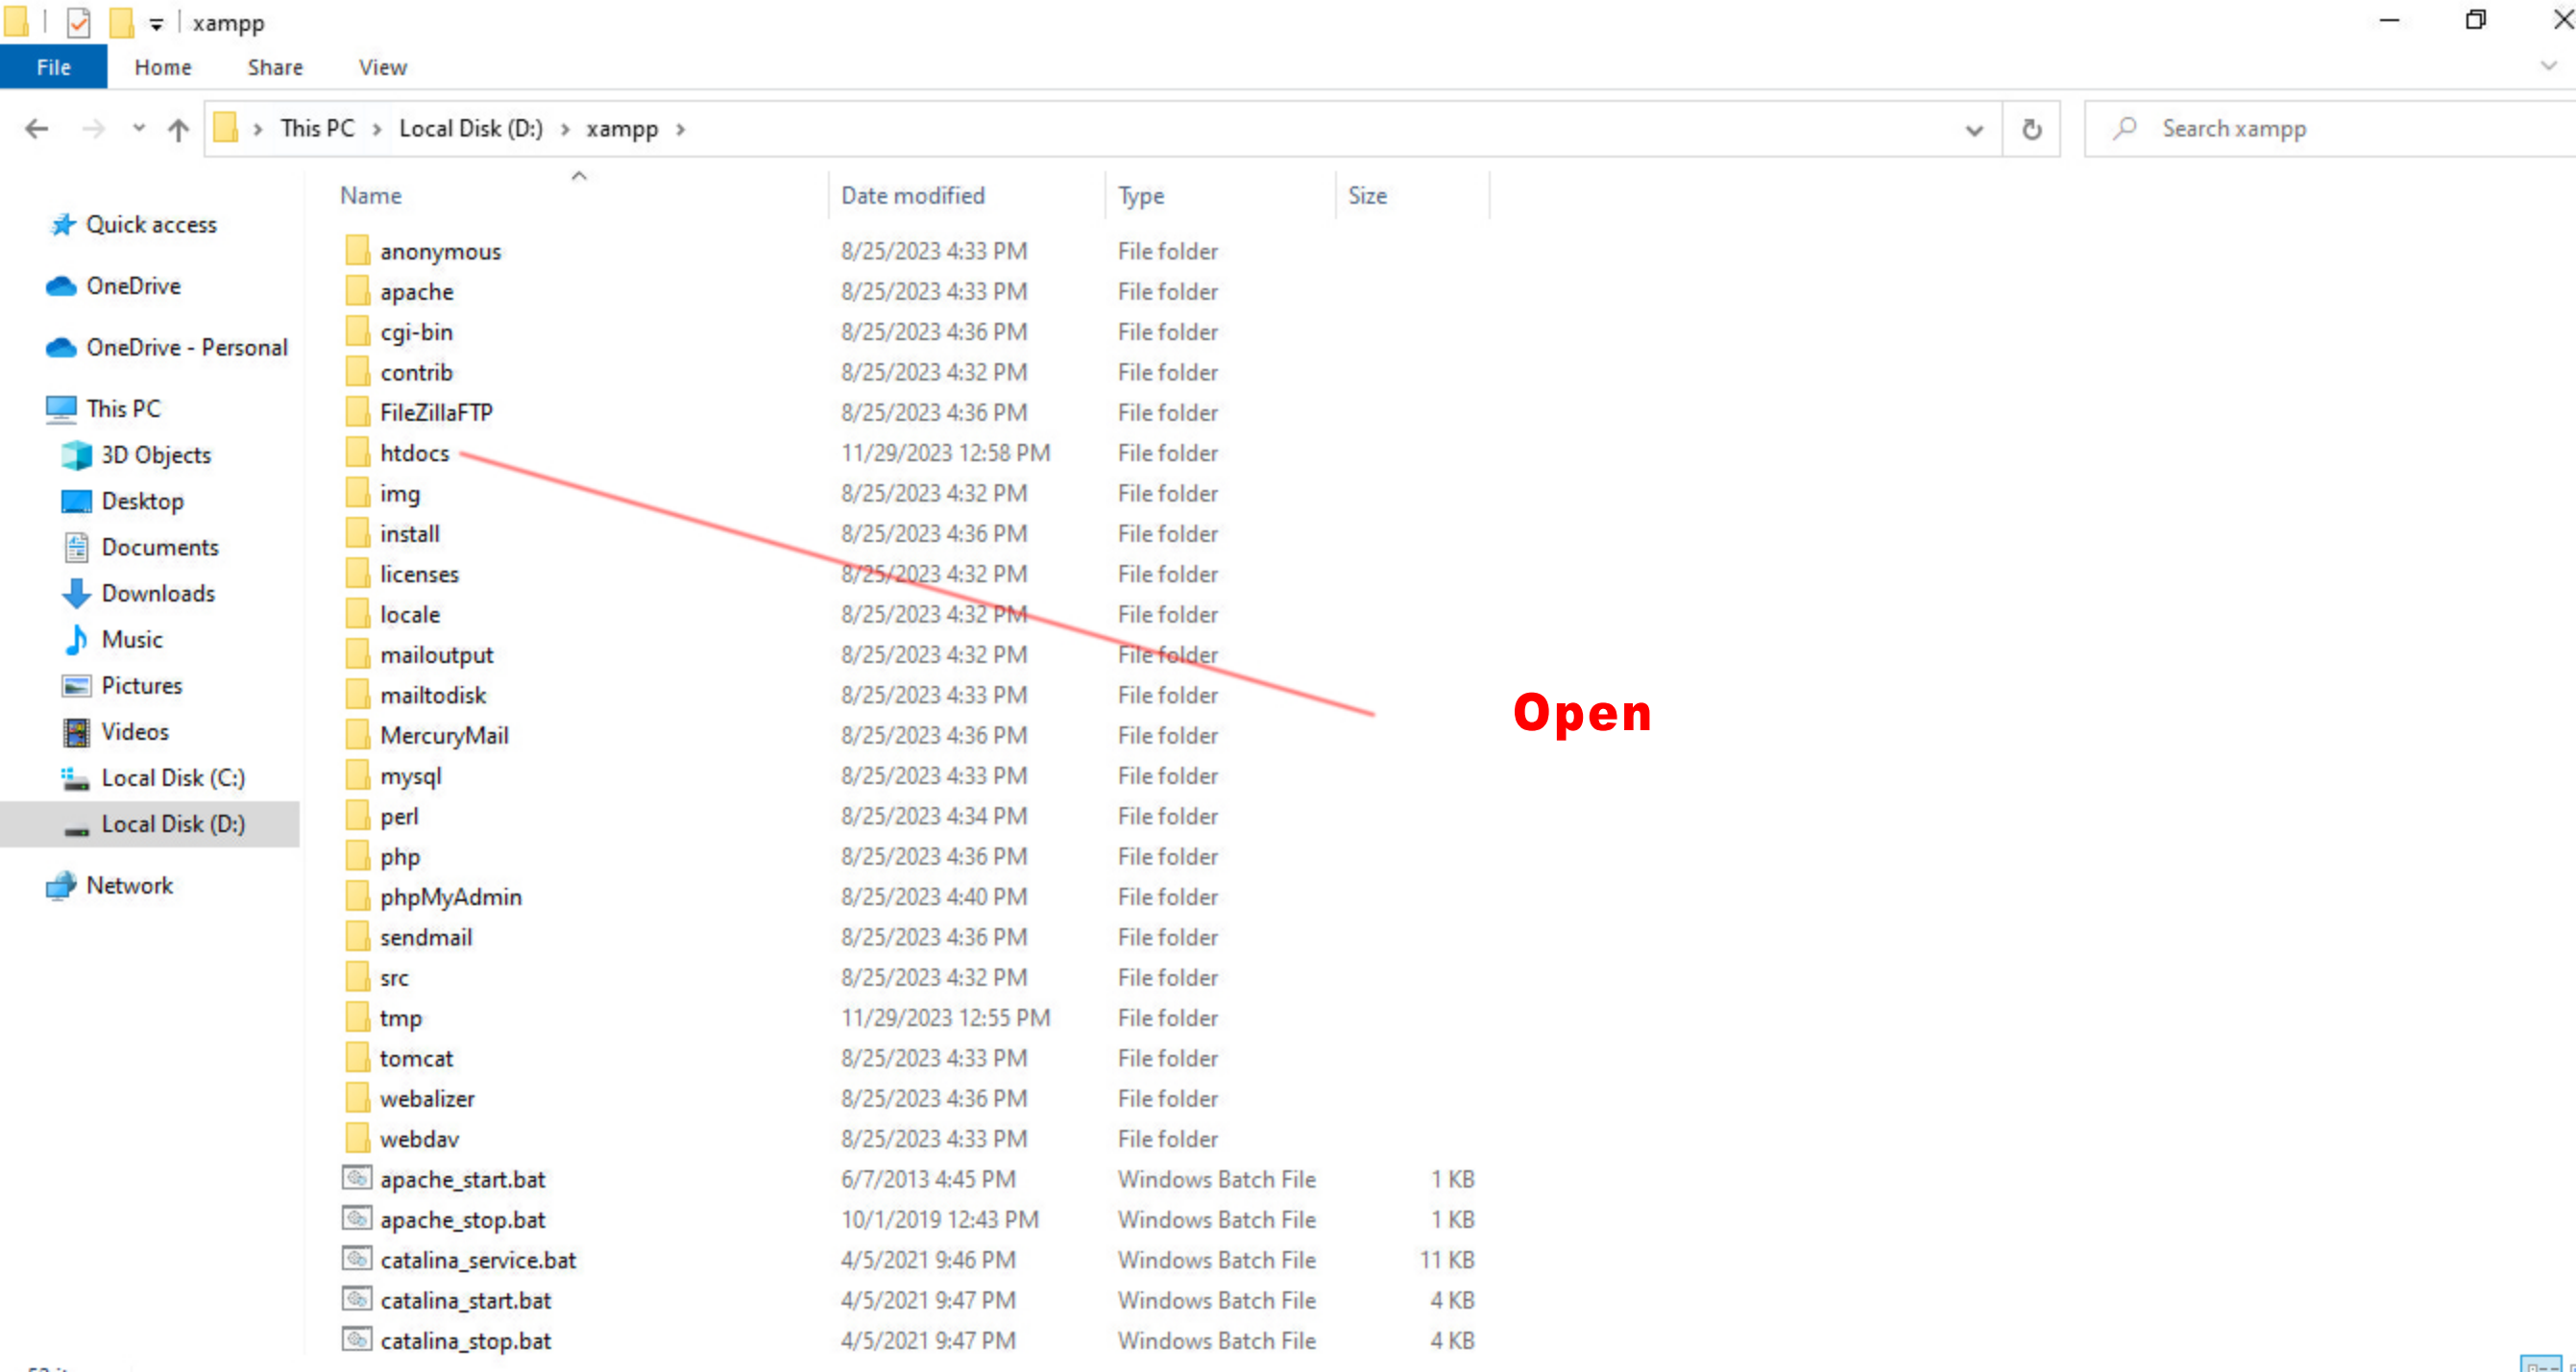 xampp
File Home Share View
This PC Local Disk (D:) xampp
Search xampp
Name Date modified Type Size
Quick access
OneDrive
OneDrive - Personal
This PC
3D Objects
Desktop
Documents
Downloads
Music
Pictures
Videos
Local Disk (C:)
Local Disk (D:)
Network
anonymous 8/25/2023 4:33 PM File folder
apache 8/25/2023 4:33 PM File folder
cgi-bin 8/25/2023 4:36 PM File folder
contrib 8/25/2023 4:32 PM File folder
FileZillaFTP 8/25/2023 4:36 PM File folder
htdocs 11/29/2023 12:58 PM File folder
img 8/25/2023 4:32 PM File folder
install 8/25/2023 4:36 PM File folder
licenses 8/25/2023 4:32 PM File folder
locale 8/25/2023 4:32 PM File folder
mailoutput 8/25/2023 4:32 PM File folder
mailtodisk 8/25/2023 4:33 PM File folder
Open
MercuryMail 8/25/2023 4:36 PM File folder
mysql 8/25/2023 4:33 PM File folder
perl 8/25/2023 4:34 PM File folder
php 8/25/2023 4:36 PM File folder
phpMyAdmin 8/25/2023 4:40 PM File folder
sendmail 8/25/2023 4:36 PM File folder
src 8/25/2023 4:32 PM File folder
tmp 11/29/2023 12:55 PM File folder
tomcat 8/25/2023 4:33 PM File folder
webalizer 8/25/2023 4:36 PM File folder
webdav 8/25/2023 4:33 PM File folder
apache_start.bat 6/7/2013 4:45 PM Windows Batch File 1 KB
apache_stop.bat 10/1/2019 12:43 PM Windows Batch File 1 KB
catalina_service.bat 4/5/2021 9:46 PM Windows Batch File 11 KB
catalina_start.bat 4/5/2021 9:47 PM Windows Batch File 4 KB
catalina_stop.bat 4/5/2021 9:47 PM Windows Batch File 4 KB